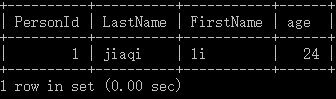 PersonId | LastName | FirstName | age
1 | jiaqi | li | 24
1 row in set (0.00 sec)